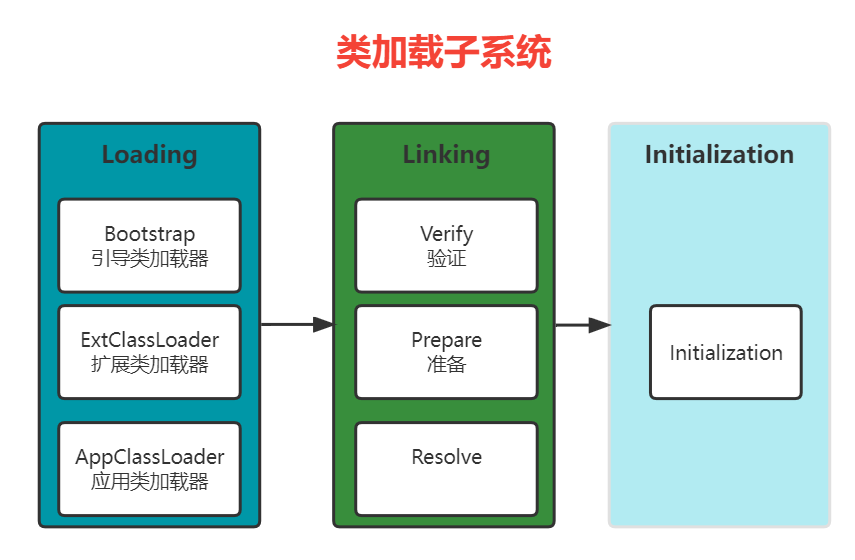 类加载子系统
Loading
Bootstrap
引导类加载器
ExtClassLoader
扩展类加载器
AppClassLoader
应用类加载器
Linking
Verify
验证
Prepare
准备
Resolve
Initialization
Initialization